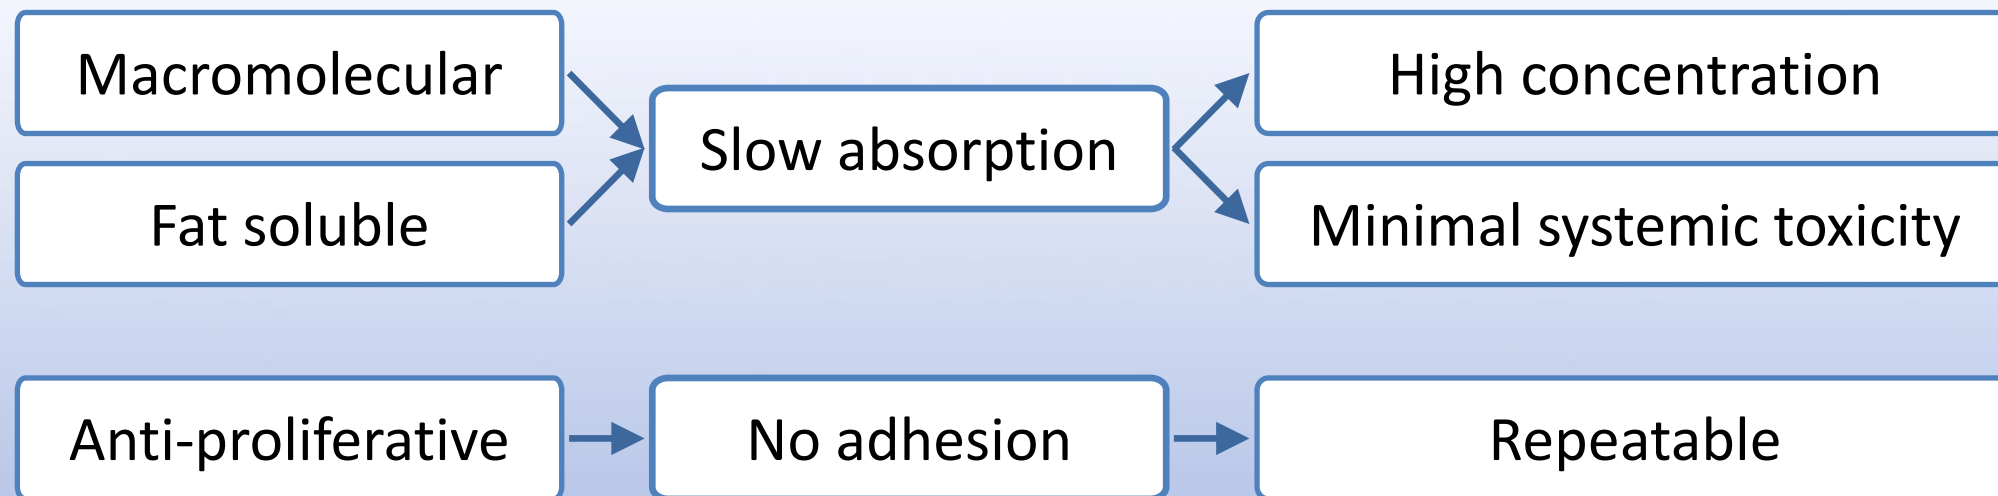 Macromolecular
Fat soluble
Slow absorption
High concentration
Minimal systemic toxicity
Anti-proliferative
No adhesion
Repeatable